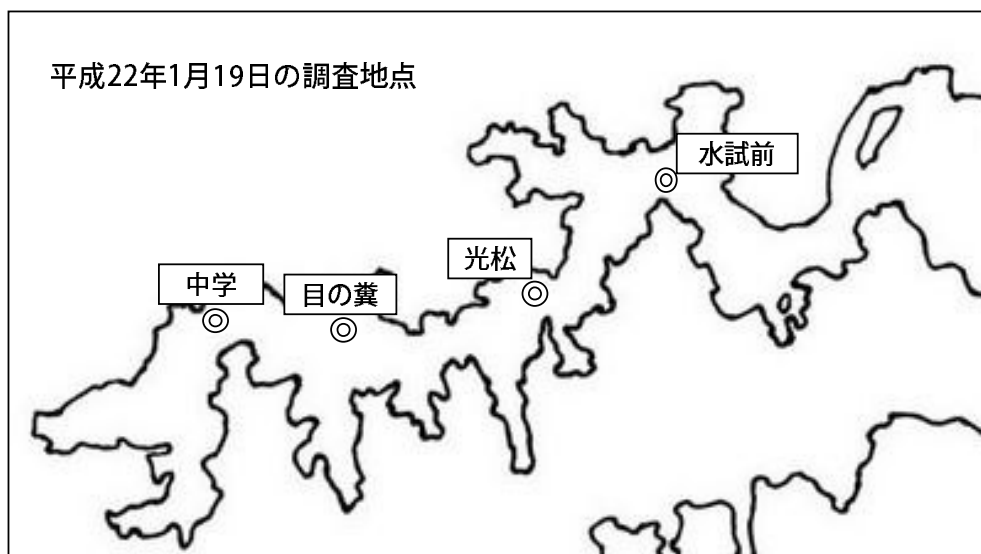 平成22年1月19日の調査地点
水試前
光松
中学
目の糞